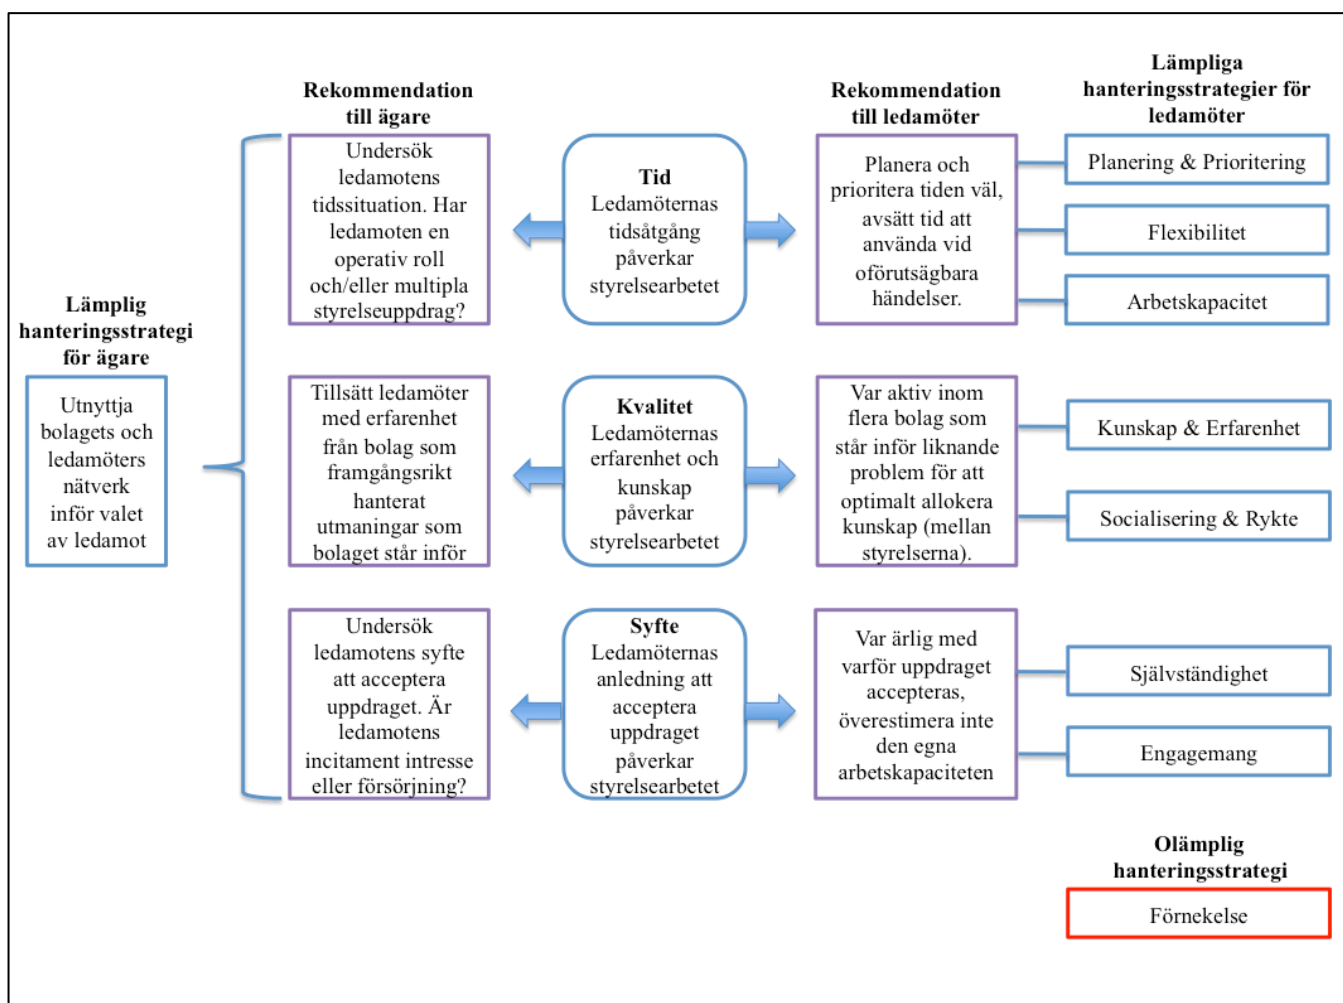 Lämplig
hanteringsstrategi
för ägare
Utnyttja
bolagets och
ledamöters
nätverk
inför valet
av ledamot
Rekommendation
till ägare
Undersök
ledamotens
tidssituation. Har
ledamoten en
operativ roll
och/eller multipla
styrelseuppdrag?
Tillsätt ledamöter
med erfarenhet
från bolag som
framgångsrikt
hanterat
utmaningar som
bolaget står inför
Undersök
ledamotens syfte
att acceptera
uppdraget. Är
ledamotens
incitament intresse
eller försörjning?
Tid
Ledamöternas
tidsåtgång
påverkar
styrelsearbetet
Kvalitet
Ledamöternas
erfarenhet och
kunskap
påverkar
styrelsearbetet
Syfte
Ledamöternas
anledning att
acceptera
uppdraget
påverkar
styrelsearbetet
Rekommendation
till ledamöter
Planera och
prioritera tiden väl,
avsätt tid att
använda vid
oförutsägbara
händelser.
Var aktiv inom
flera bolag som
står inför liknande
problem för att
optimalt allokera
kunskap (mellan
styrelserna).
Var ärlig med
varför uppdraget
accepteras,
överestimera inte
den egna
arbetskapaciteten
Lämpliga
hanteringsstrategier för
ledamöter
Planering & Prioritering
Flexibilitet
Arbetskapacitet
Kunskap & Erfarenhet
Socialisering & Rykte
Självständighet
Engagemang
Olämplig
hanteringsstrategi
Förnekelse